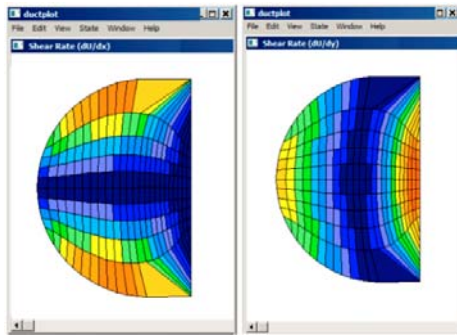 ductplot
File Edit View State Window Help
Shear Rate (dU/dx)
ductplot
File Edit View State Window Help
Shear Rate (dU/dy)